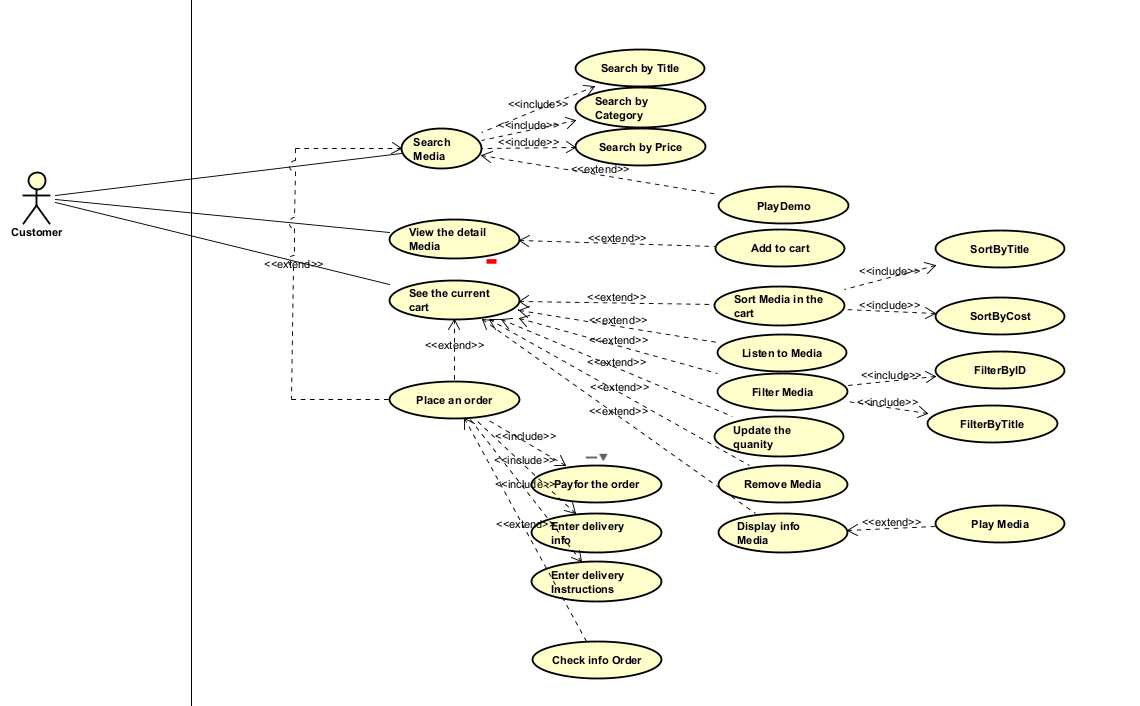 Search by Title
<<include>>
Search by
Category
<<include>>
Search
Media
<<include>>
Search by Price
<<extend>>
PlayDemo
Customer
View the detail
Media
<<extend>>
Add to cart
SortByTitle
<<extend>>
<<include>>
See the current
cart
<<extend>>
Sort Media in the
cart
<<include>>
SortByCost
<<extend>>
<<extend>>
<<extend>>
Listen to Media
<<extend>>
FilterByID
<<include>>
<<extend>>
Filter Media
Place an order
<<include>>
<<extend>>
FilterByTitle
<<include>>
Update the
quanity
<<include>>
<<include>>
Payfor the order
Remove Media
<<extend>>
Enter delivery
info
Display info
Media
<<extend>>
Play Media
Enter delivery
Instructions
Check info Order